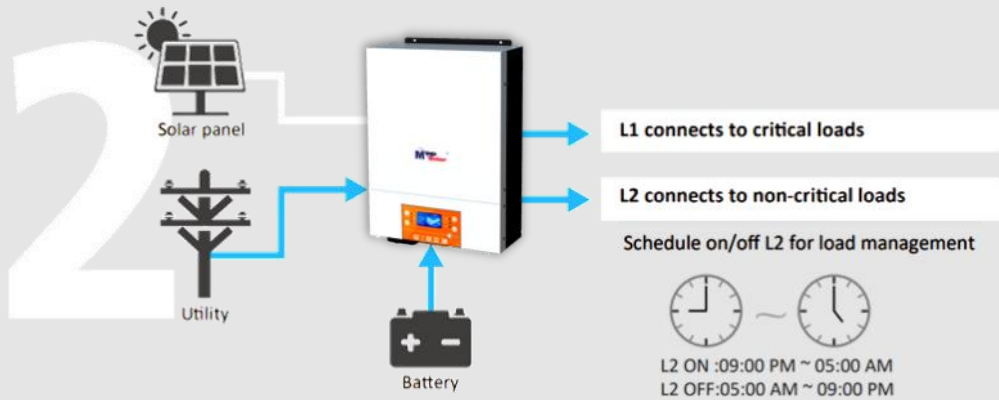 2
Solar panel
L1 connects to critical loads
L2 connects to non-critical loads
Schedule on/off L2 for load management
Utility
Battery
L2 ON :09:00 PM ~ 05:00 AM
L2 OFF:05:00 AM ~ 09:00 PM